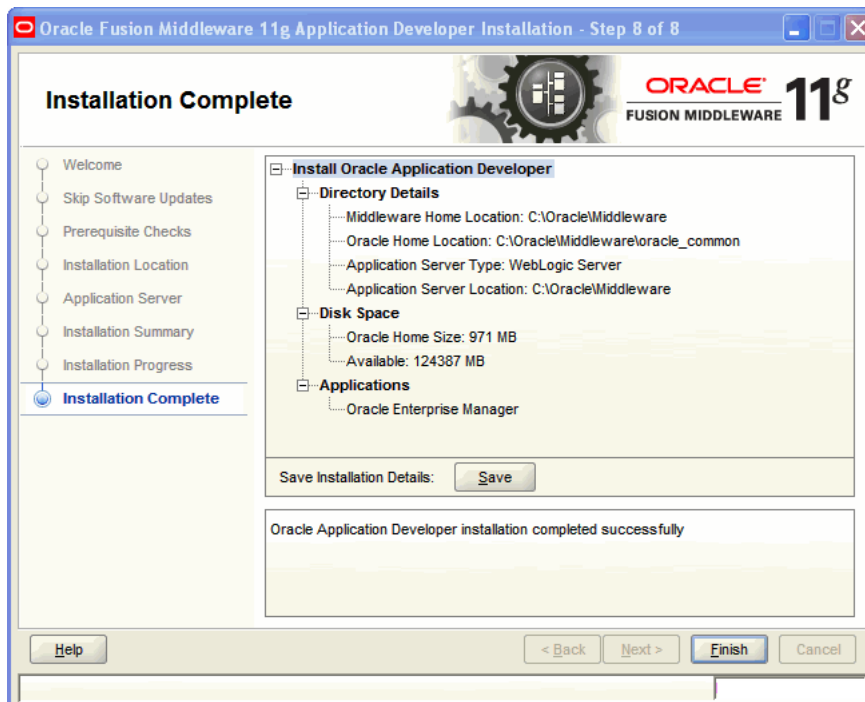 Oracle Fusion Middleware 11g Application Developer Installation - Step 8 of 8
Installation Complete
ORACLE
FUSION MIDDLEWARE 11g
Welcome
Skip Software Updates
Prerequisite Checks
Installation Location
Application Server
Installation Summary
Installation Progress
Installation Complete
Install Oracle Application Developer
Directory Details
Middleware Home Location: C:\Oracle\Middleware
Oracle Home Location: C:\Oracle\Middleware\oracle_common
Application Server Type: WebLogic Server
Application Server Location: C:\Oracle\Middleware
Disk Space
Oracle Home Size: 971 MB
Available: 124387 MB
Applications
Oracle Enterprise Manager
Save Installation Details: Save
Oracle Application Developer installation completed successfully
Help < Back Next > Finish Cancel